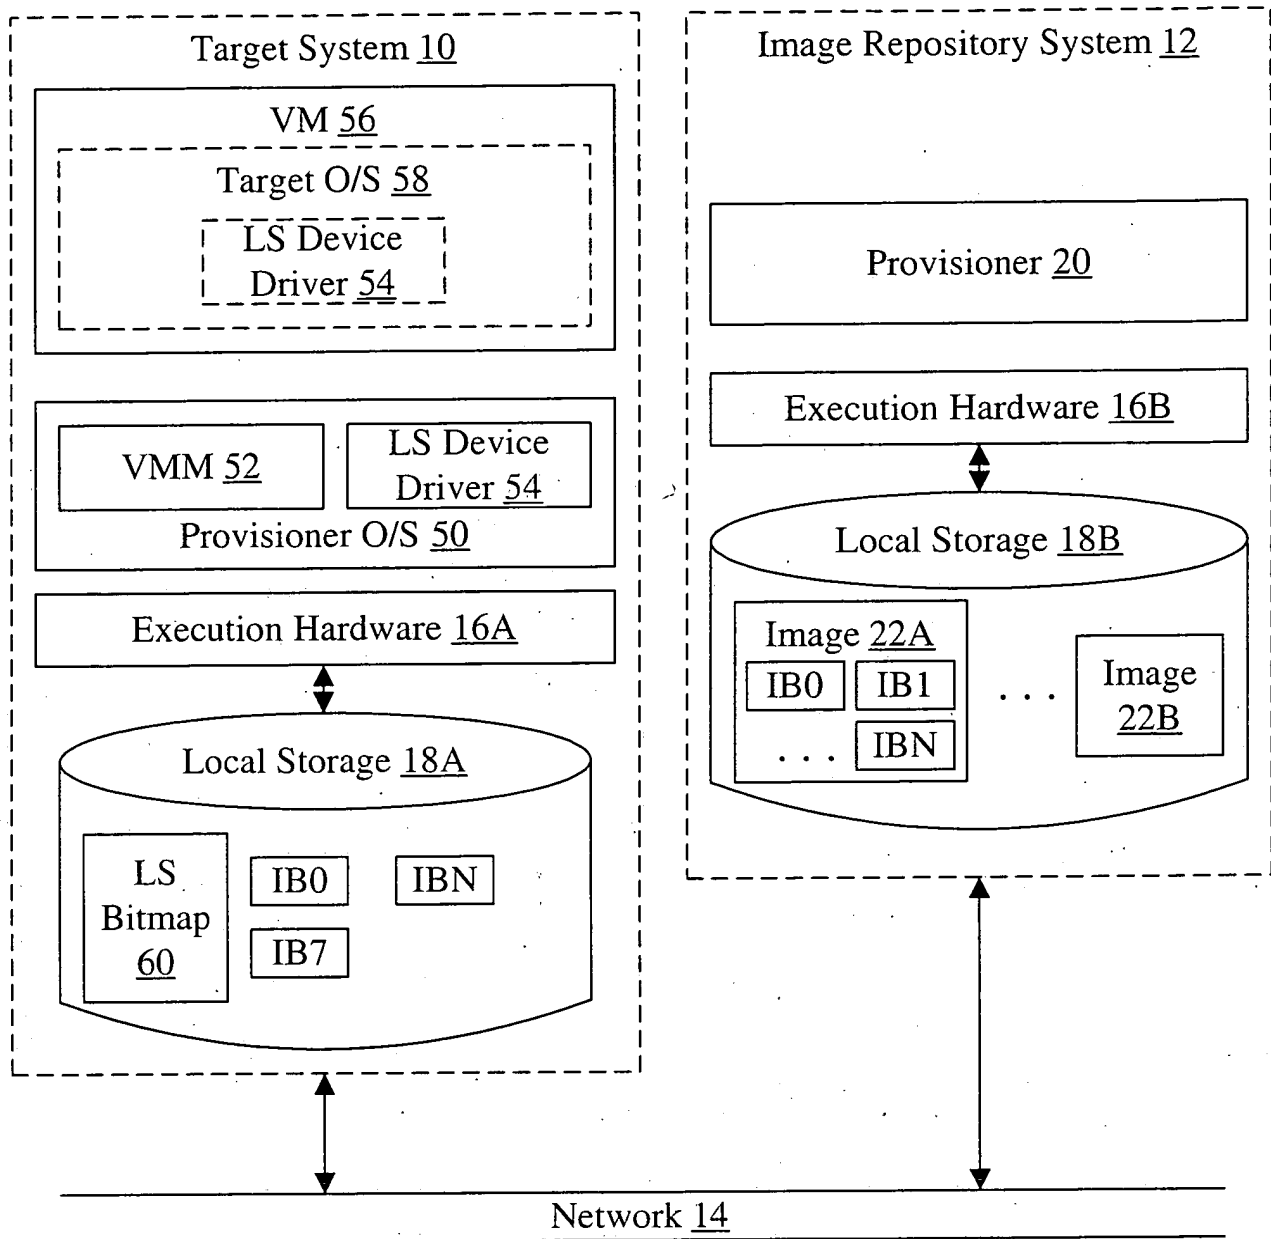 Target System 10
VM 56
Target O/S 58
LS Device
Driver 54
VMM 52
LS Device
Driver 54
Provisioner O/S 50
Execution Hardware 16A
Local Storage 18A
LS
Bitmap
60
IB0
IBN
IB7
Image Repository System 12
Provisioner 20
Execution Hardware 16B
Local Storage 18B
Image 22A
IB0
IB1
. . .
IBN
. . .
Image
22B
Network 14